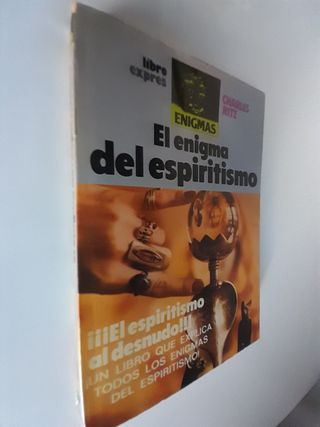 libro
expres
ENIGMAS
CHARLES
RITZ
El enigma
del espiritismo
¡¡¡El espiritismo
al desnudo!!!
¡UN LIBRO QUE EXPLICA
TODOS LOS ENIGMAS
DEL ESPIRITISMO!